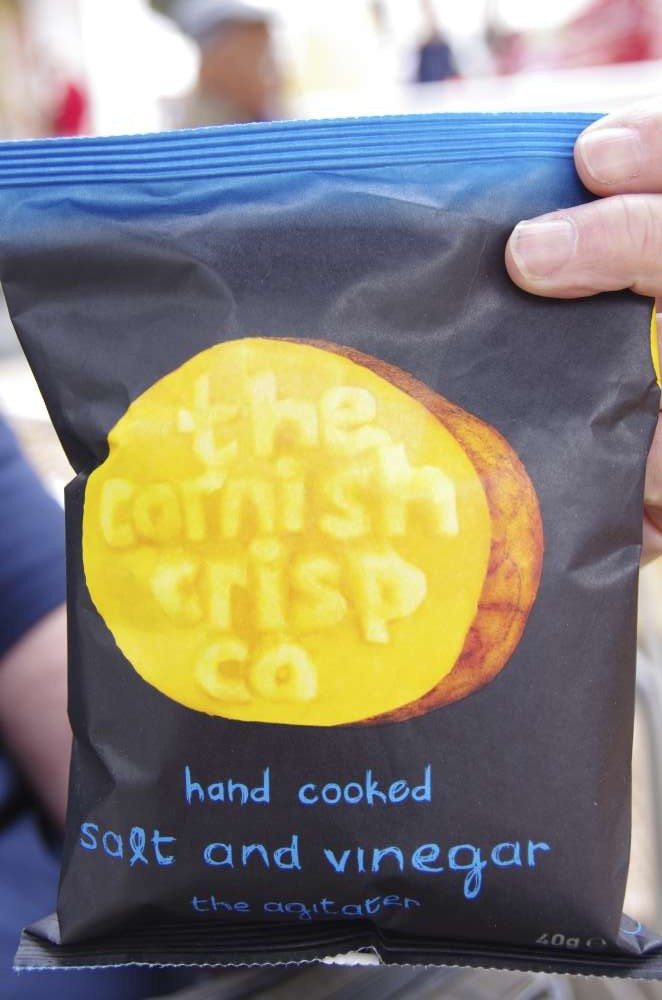 the
cornish
crisp
co
hand cooked
salt and vinegar
the agitater
40g ℮